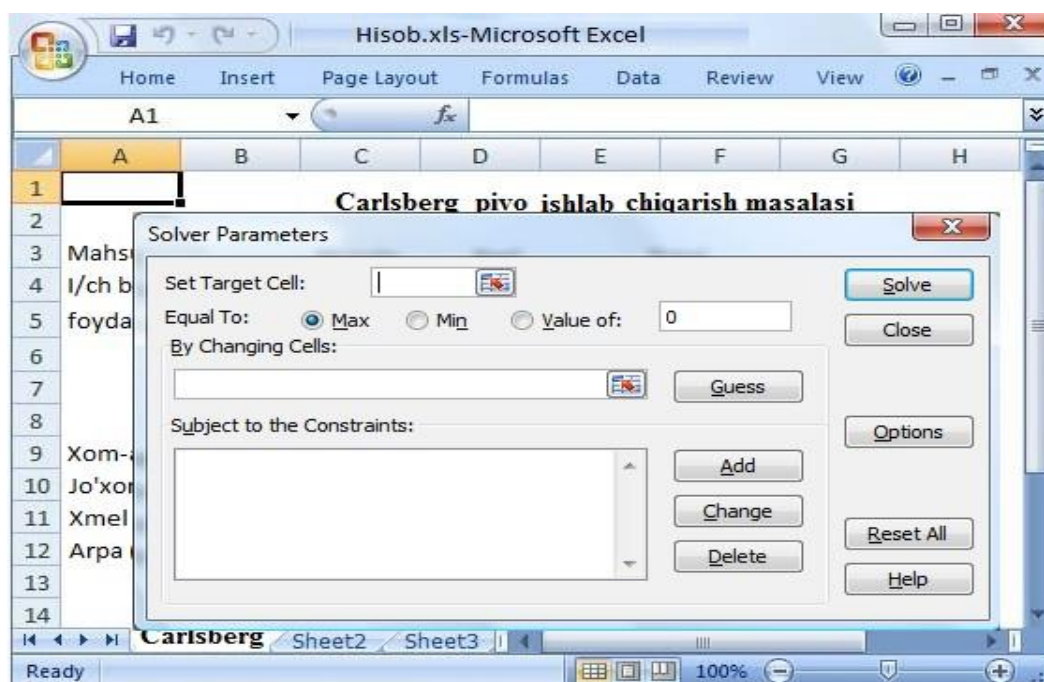 Hisob.xls-Microsoft Excel
Home Insert Page Layout Formulas Data Review View
A1 fx
A B C D E F G H
1
Carlsberg pivo ishlab chiqarish masalasi
2
Solver Parameters
3 Mahsu
4 I/ch b
5 foyda
6
7
8
9 Xom-a
10 Jo'xor
11 Xmel
12 Arpa (
13
14
Set Target Cell:
Solve
Equal To: Max Min Value of: 0
Close
By Changing Cells:
Guess
Subject to the Constraints:
Options
Add
Change
Reset All
Delete
Help
Carlsberg Sheet2 Sheet3
Ready 100%